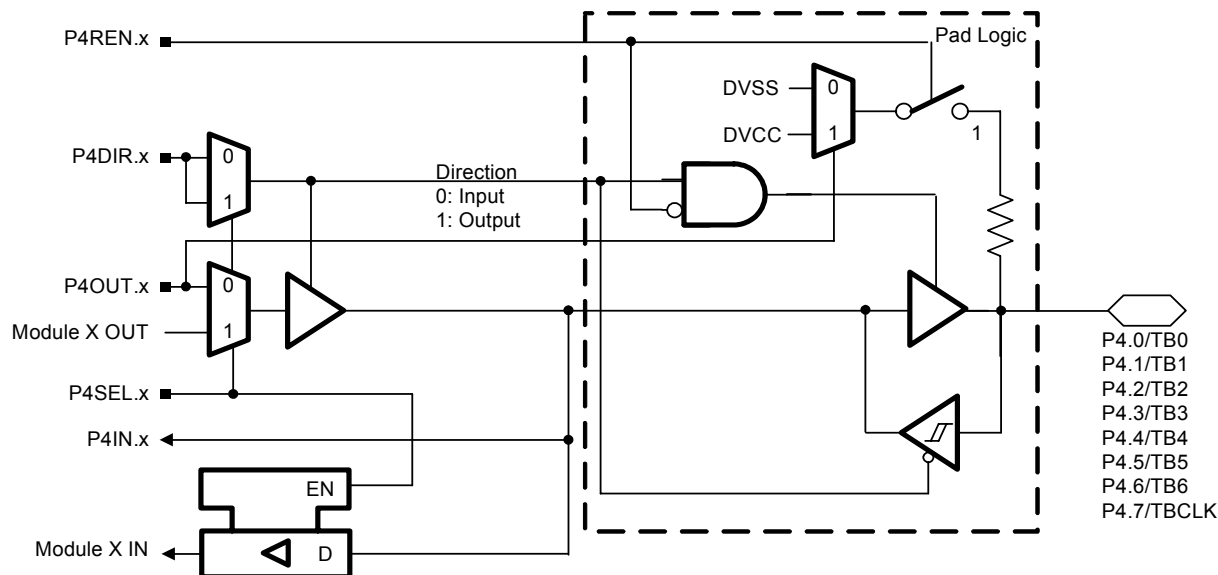 P4REN.x
Pad Logic
DVSS
0
DVCC
1
1
P4DIR.x
0
1
Direction
0: Input
1: Output
P4OUT.x
0
Module X OUT
1
P4SEL.x
P4IN.x
EN
Module X IN
D
P4.0/TB0
P4.1/TB1
P4.2/TB2
P4.3/TB3
P4.4/TB4
P4.5/TB5
P4.6/TB6
P4.7/TBCLK